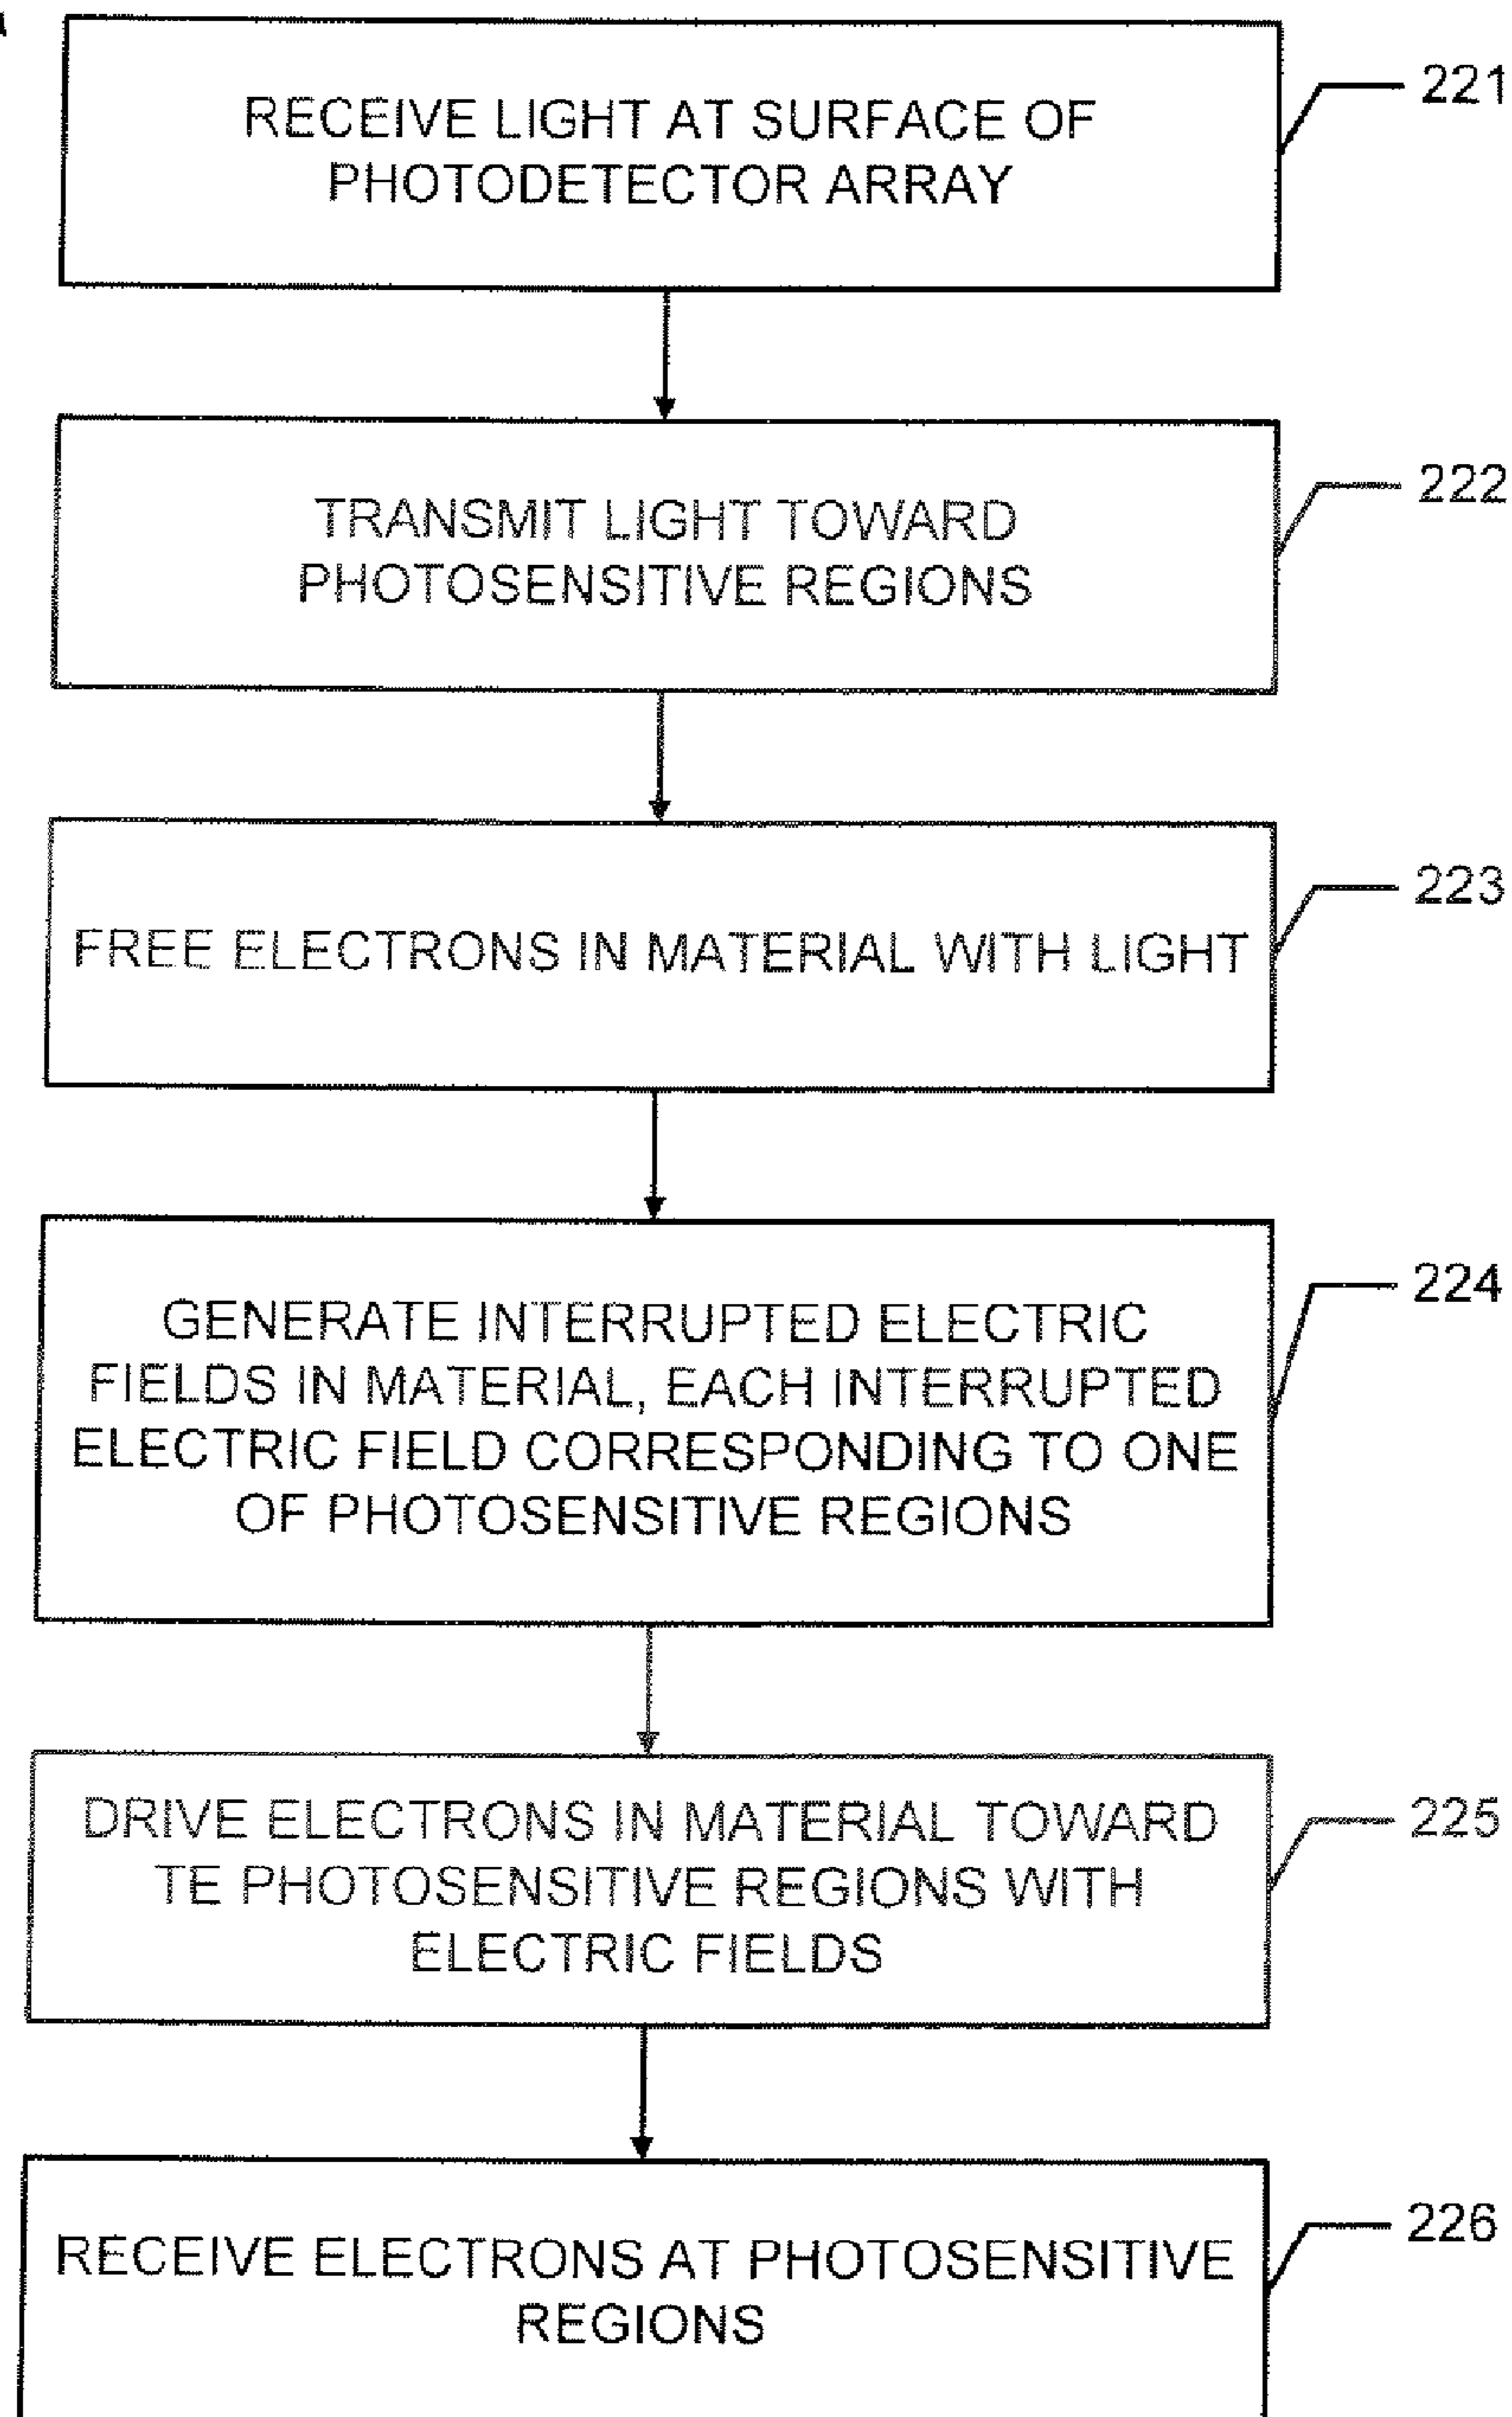 RECEIVE LIGHT AT SURFACE OF
PHOTODETECTOR ARRAY
221
TRANSMIT LIGHT TOWARD
PHOTOSENSITIVE REGIONS
222
FREE ELECTRONS IN MATERIAL WITH LIGHT
223
GENERATE INTERRUPTED ELECTRIC
FIELDS IN MATERIAL, EACH INTERRUPTED
ELECTRIC FIELD CORRESPONDING TO ONE
OF PHOTOSENSITIVE REGIONS
224
DRIVE ELECTRONS IN MATERIAL TOWARD
TE PHOTOSENSITIVE REGIONS WITH
ELECTRIC FIELDS
225
RECEIVE ELECTRONS AT PHOTOSENSITIVE
REGIONS
226